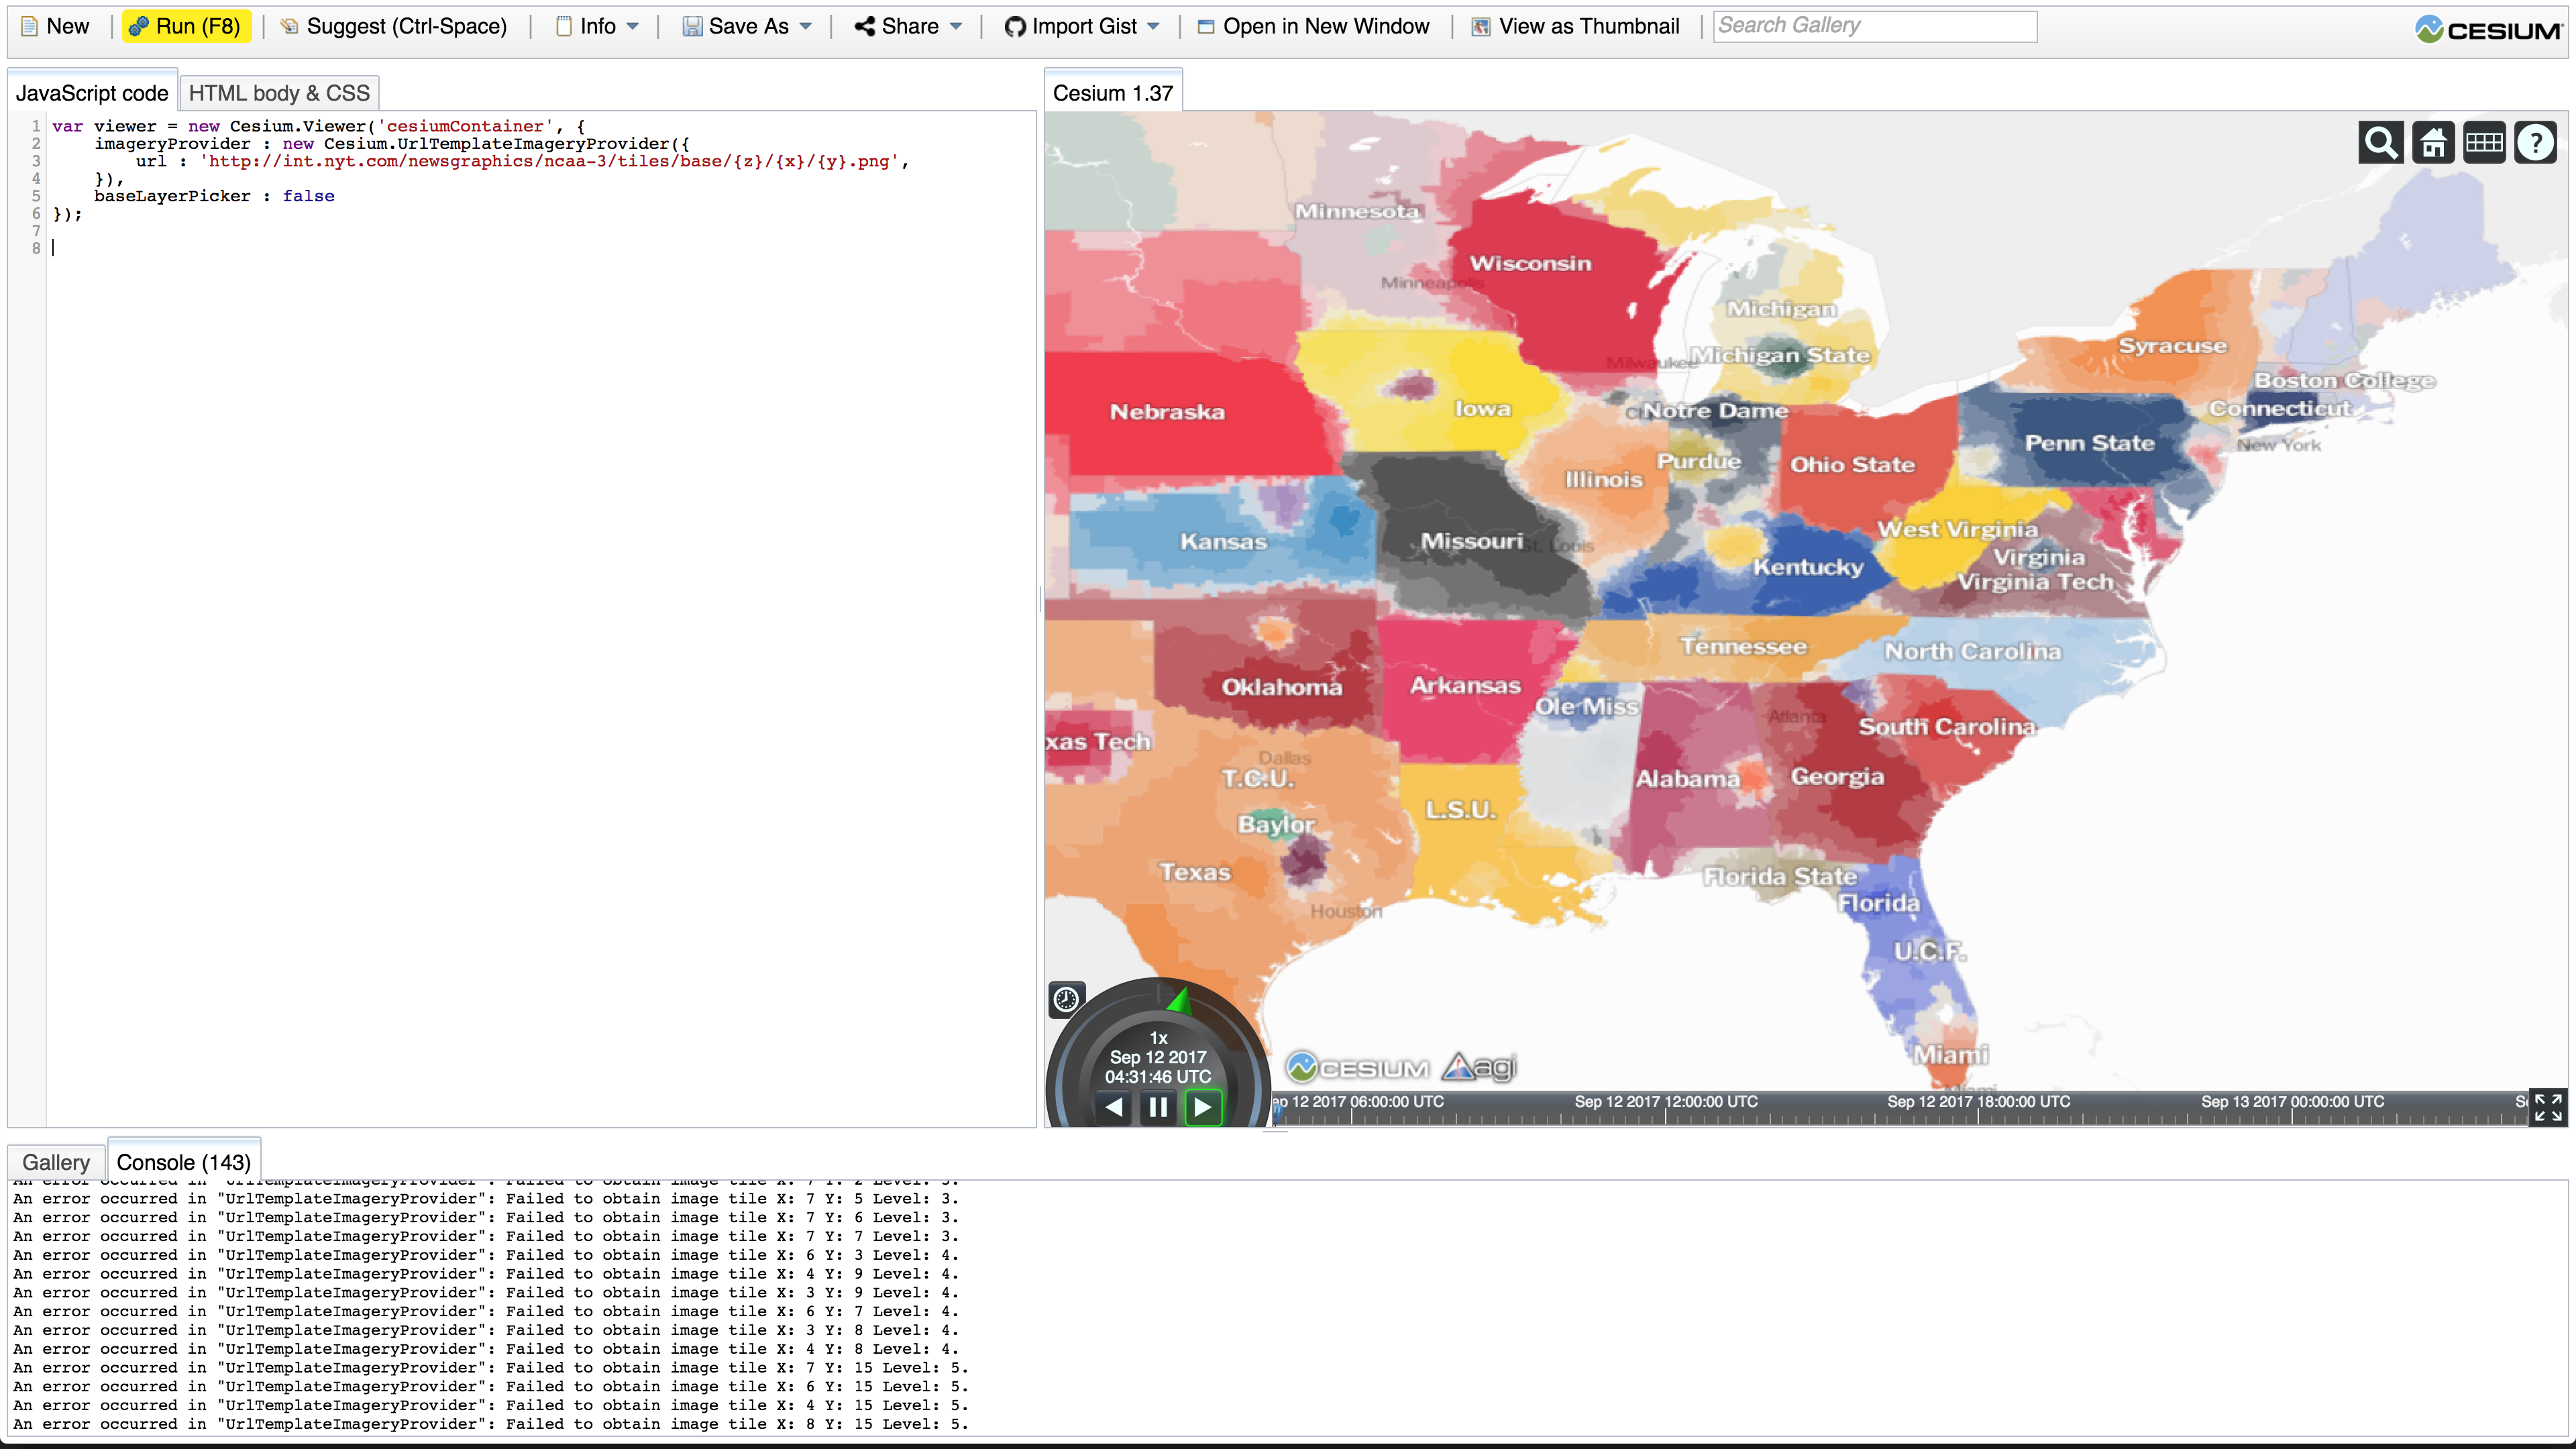 New
Run (F8)
Suggest (Ctrl-Space)
Info
Save As
Share
Import Gist
Open in New Window
View as Thumbnail
Search Gallery
CESIUM
JavaScript code
HTML body & CSS
Cesium 1.37
1 var viewer = new Cesium.Viewer('cesiumContainer', {
2 imageryProvider : new Cesium.UrlTemplateImageryProvider({
3 url : 'http://int.nyt.com/newsgraphics/ncaa-3/tiles/base/{z}/{x}/{y}.png',
4 }),
5 baseLayerPicker : false
6 });
7
8
?
Minnesota
Wisconsin
Minneapolis
Michigan
Syracuse
Milwaukee
Michigan State
Boston College
Nebraska
Iowa
Notre Dame
Connecticut
Penn State
New York
Purdue
Ohio State
Illinois
West Virginia
Kansas
Missouri
St. Louis
Virginia
Kentucky
Virginia Tech
Tennessee
North Carolina
Oklahoma
Arkansas
Ole Miss
Atlanta
South Carolina
xas Tech
Dallas
T.C.U.
Alabama
Georgia
L.S.U.
Baylor
Texas
Florida State
Florida
Houston
U.C.F.
Miami
Miami
1x
Sep 12 2017
04:31:46 UTC
CESIUM
agi
ep 12 2017 06:00:00 UTC
Sep 12 2017 12:00:00 UTC
Sep 12 2017 18:00:00 UTC
Sep 13 2017 00:00:00 UTC
Gallery
Console (143)
An error occurred in "UrlTemplateImageryProvider": Failed to obtain image tile X: 7 Y: 2 Level: 3.
An error occurred in "UrlTemplateImageryProvider": Failed to obtain image tile X: 7 Y: 5 Level: 3.
An error occurred in "UrlTemplateImageryProvider": Failed to obtain image tile X: 7 Y: 6 Level: 3.
An error occurred in "UrlTemplateImageryProvider": Failed to obtain image tile X: 7 Y: 7 Level: 3.
An error occurred in "UrlTemplateImageryProvider": Failed to obtain image tile X: 6 Y: 3 Level: 4.
An error occurred in "UrlTemplateImageryProvider": Failed to obtain image tile X: 4 Y: 9 Level: 4.
An error occurred in "UrlTemplateImageryProvider": Failed to obtain image tile X: 3 Y: 9 Level: 4.
An error occurred in "UrlTemplateImageryProvider": Failed to obtain image tile X: 6 Y: 7 Level: 4.
An error occurred in "UrlTemplateImageryProvider": Failed to obtain image tile X: 3 Y: 8 Level: 4.
An error occurred in "UrlTemplateImageryProvider": Failed to obtain image tile X: 4 Y: 8 Level: 4.
An error occurred in "UrlTemplateImageryProvider": Failed to obtain image tile X: 7 Y: 15 Level: 5.
An error occurred in "UrlTemplateImageryProvider": Failed to obtain image tile X: 6 Y: 15 Level: 5.
An error occurred in "UrlTemplateImageryProvider": Failed to obtain image tile X: 4 Y: 15 Level: 5.
An error occurred in "UrlTemplateImageryProvider": Failed to obtain image tile X: 8 Y: 15 Level: 5.